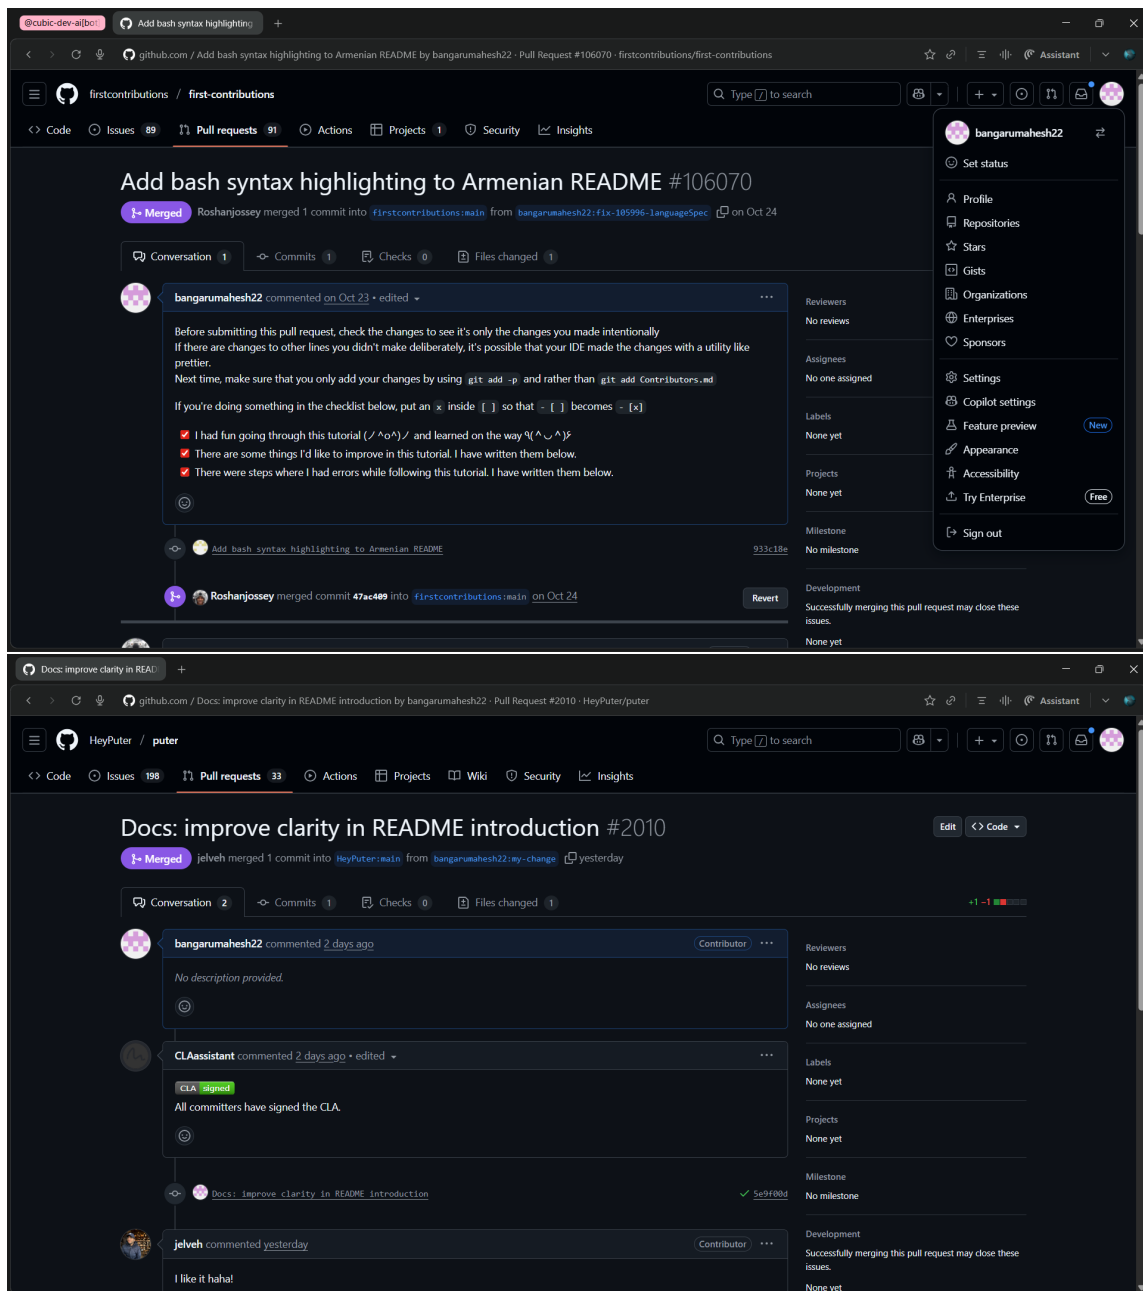 @cubic-dev-ai[bot]
Add bash syntax highlighting
github.com / Add bash syntax highlighting to Armenian README by bangarumahesh22 · Pull Request #106070 · firstcontributions/first-contributions
Assistant
firstcontributions / first-contributions
Type / to search
Code
Issues 89
Pull requests 91
Actions
Projects 1
Security
Insights
bangarumahesh22
Set status
Profile
Repositories
Stars
Gists
Organizations
Enterprises
Sponsors
Settings
Copilot settings
Feature preview New
Appearance
Accessibility
Try Enterprise Free
Sign out
Add bash syntax highlighting to Armenian README #106070
Merged Roshanjossey merged 1 commit into firstcontributions:main from bangarumahesh22:fix-105996-languageSpec on Oct 24
Conversation 1
Commits 1
Checks 0
Files changed 1
bangarumahesh22 commented on Oct 23 • edited
Before submitting this pull request, check the changes to see it's only the changes you made intentionally
If there are changes to other lines you didn't make deliberately, it's possible that your IDE made the changes with a utility like
prettier.
Next time, make sure that you only add your changes by using git add -p and rather than git add Contributors.md
If you're doing something in the checklist below, put an x inside [ ] so that - [ ] becomes - [x]
I had fun going through this tutorial (ノ^o^)ノ and learned on the way ٩(^◡^)۶
There are some things I'd like to improve in this tutorial. I have written them below.
There were steps where I had errors while following this tutorial. I have written them below.
Add bash syntax highlighting to Armenian README 933c18e
Roshanjossey merged commit 47ac409 into firstcontributions:main on Oct 24
Revert
Reviewers
No reviews
Assignees
No one assigned
Labels
None yet
Projects
None yet
Milestone
No milestone
Development
Successfully merging this pull request may close these
issues.
None yet
Docs: improve clarity in READ
github.com / Docs: improve clarity in README introduction by bangarumahesh22 · Pull Request #2010 · HeyPuter/puter
Assistant
HeyPuter / puter
Type / to search
Code
Issues 198
Pull requests 33
Actions
Projects
Wiki
Security
Insights
Docs: improve clarity in README introduction #2010
Edit
Code
Merged jelveh merged 1 commit into HeyPuter:main from bangarumahesh22:my-change yesterday
Conversation 2
Commits 1
Checks 0
Files changed 1
+1 −1
bangarumahesh22 commented 2 days ago
Contributor
No description provided.
CLAassistant commented 2 days ago • edited
CLA signed
All committers have signed the CLA.
Docs: improve clarity in README introduction 5e9f00d
jelveh commented yesterday
Contributor
I like it haha!
Reviewers
No reviews
Assignees
No one assigned
Labels
None yet
Projects
None yet
Milestone
No milestone
Development
Successfully merging this pull request may close these
issues.
None yet